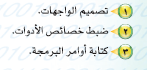 ١ تصميم الواجهات.
٢ ضبط خصائص الأدوات.
٣ كتابة أوامر البرمجة.